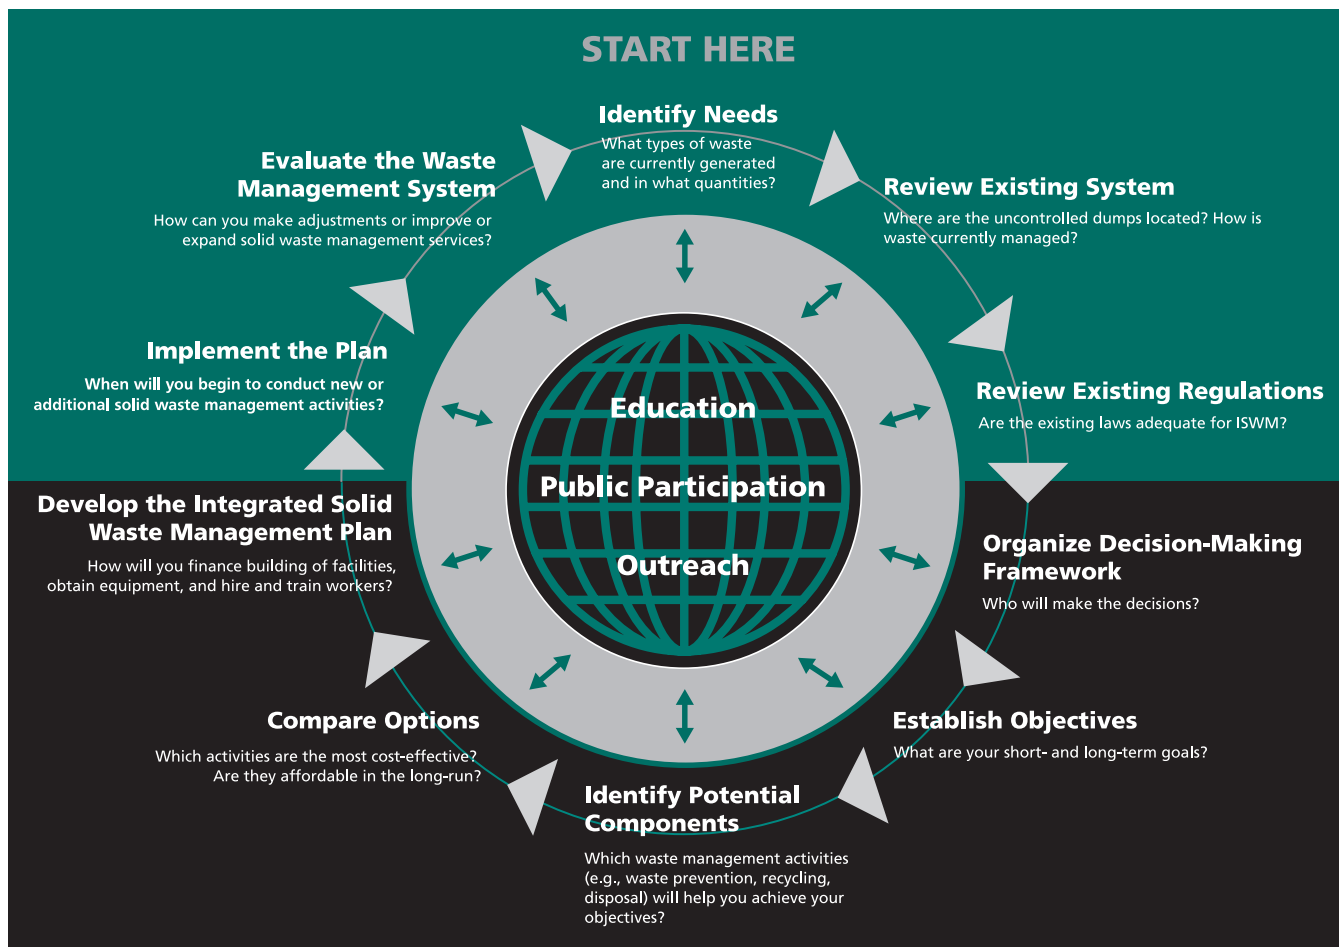 START HERE
Identify Needs
What types of waste
are currently generated
and in what quantities?
Review Existing System
Where are the uncontrolled dumps located? How is
waste currently managed?
Review Existing Regulations
Are the existing laws adequate for ISWM?
Organize Decision-Making
Framework
Who will make the decisions?
Establish Objectives
What are your short- and long-term goals?
Identify Potential
Components
Which waste management activities
(e.g., waste prevention, recycling,
disposal) will help you achieve your
objectives?
Compare Options
Which activities are the most cost-effective?
Are they affordable in the long-run?
Develop the Integrated Solid
Waste Management Plan
How will you finance building of facilities,
obtain equipment, and hire and train workers?
Implement the Plan
When will you begin to conduct new or
additional solid waste management activities?
Evaluate the Waste
Management System
How can you make adjustments or improve or
expand solid waste management services?
Education
Public Participation
Outreach